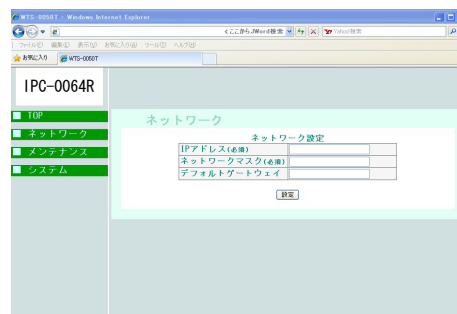 WTS-0050T - Windows Internet Explorer
くここからJWord検索
Yahoo!検索
ファイル(F) 編集(E) 表示(V) お気に入り(A) ツール(T) ヘルプ(H)
お気に入り WTS-0050T
IPC-0064R
TOP
ネットワーク
メンテナンス
システム
ネットワーク
ネットワーク設定
IPアドレス(必須)
ネットワークマスク(必須)
デフォルトゲートウェイ
設定